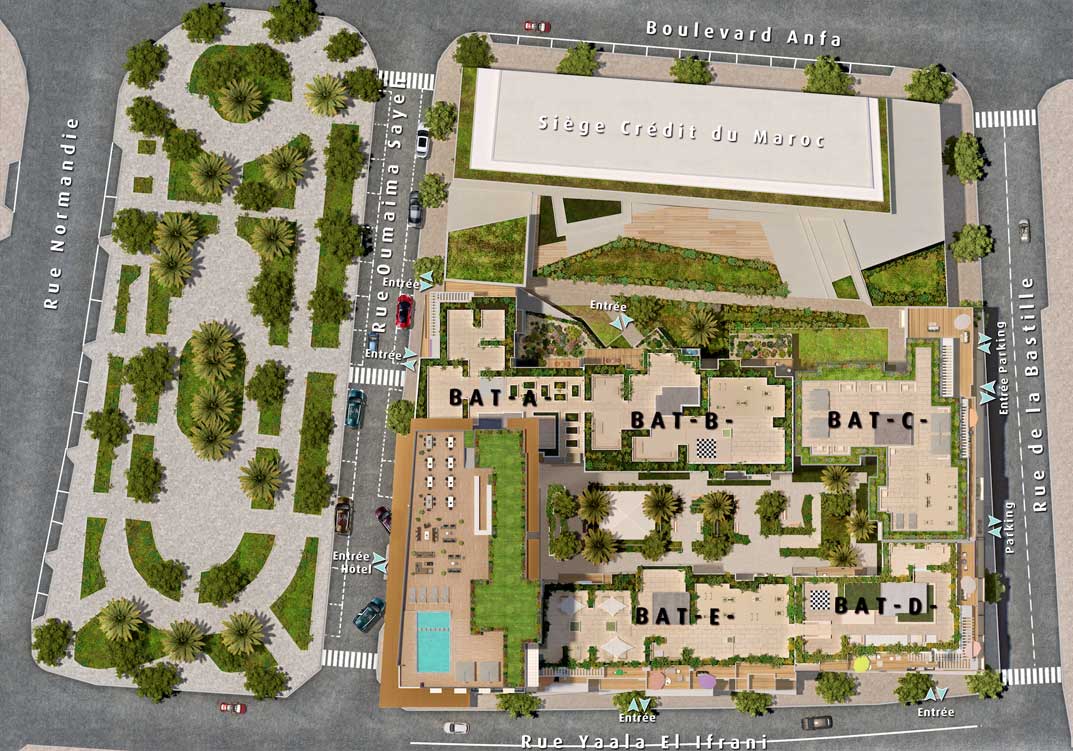 Boulevard Anfa
Siège Crédit du Maroc
Rue Normandie
Rue Oumaima Sayeh
Rue de la Bastille
Entrée
Entrée
Entrée
Entrée Parking
BAT-A-
BAT-B-
BAT-C-
Parking
Entrée
Hôtel
BAT-E-
BAT-D-
Entrée
Entrée
Rue Yaala El Ifrani